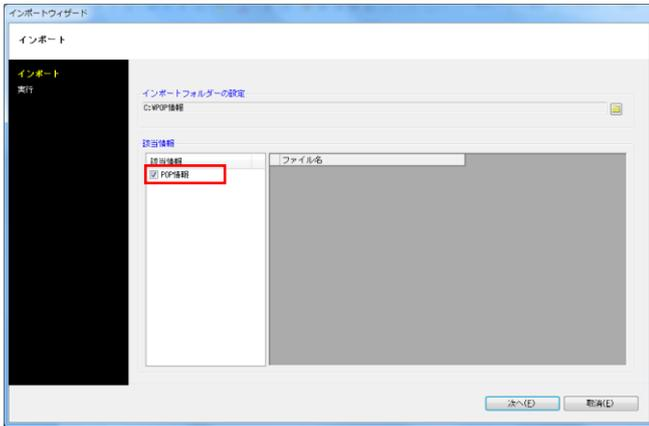 インポートウィザード
インポート
インポート
実行
インポートフォルダーの設定
C:¥POP情報
該当情報
該当情報
ファイル名
POP情報
次へ(F)
取消(E)